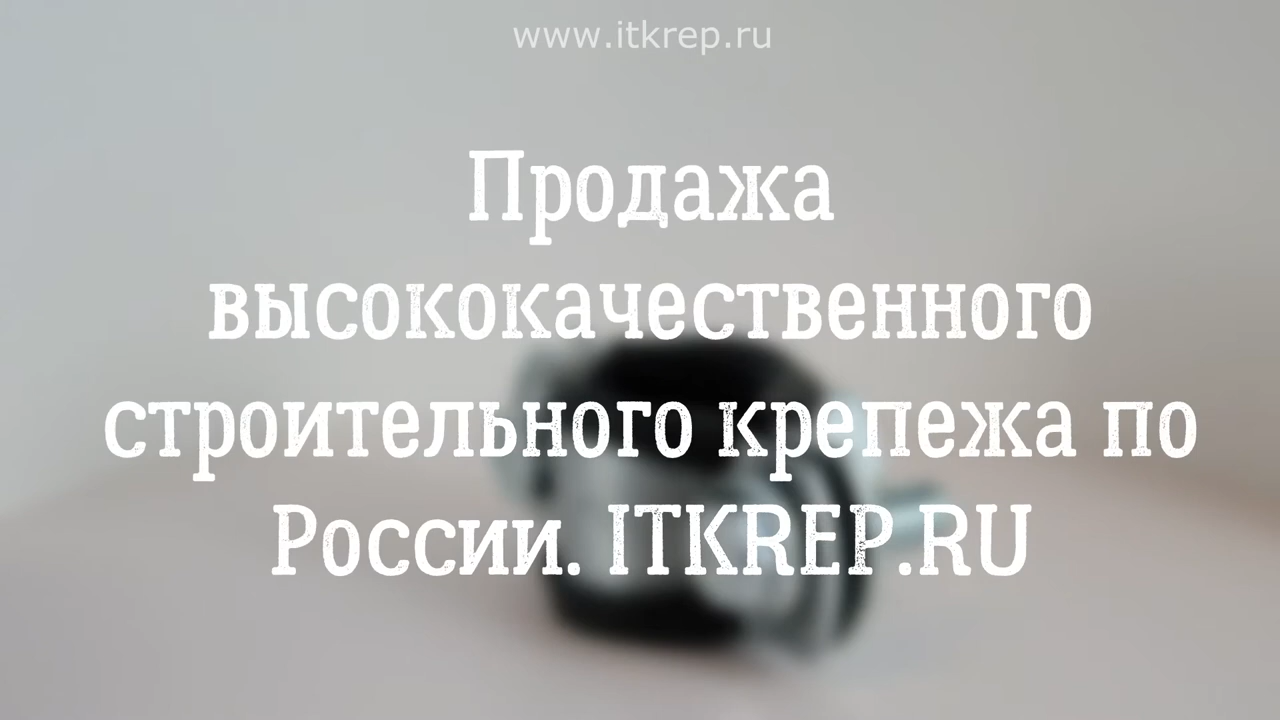 www.itkrep.ru
Продажа
высококачественного
строительного крепежа по
России. ITKREP.RU